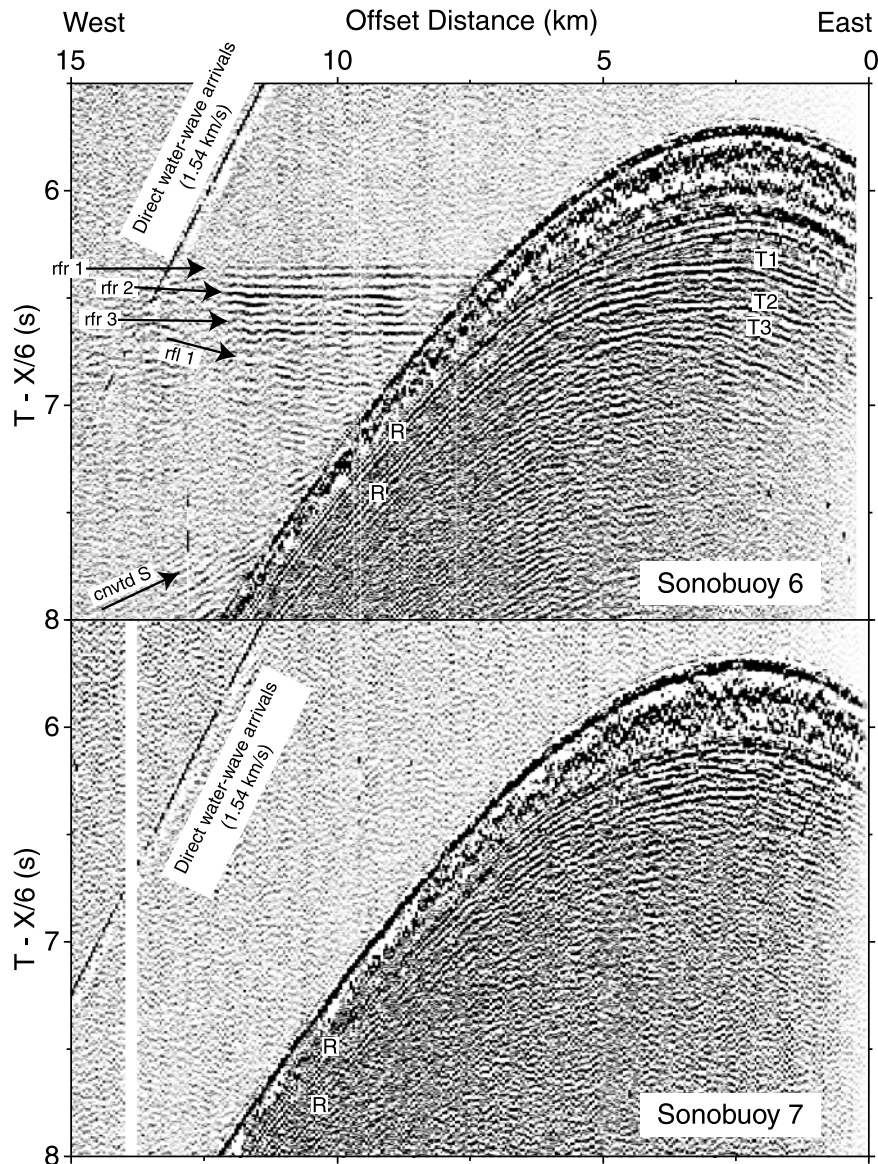 West Offset Distance (km) East
15 10 5 0
Direct water-wave arrivals
(1.54 km/s)
6
rfr 1
rfr 2
rfr 3
rfl 1
T1
T2
T3
T - X/6 (s)
7
R
R
cnvtd S
Sonobuoy 6
8
Direct water-wave arrivals
(1.54 km/s)
6
T - X/6 (s)
7
R
R
Sonobuoy 7
8